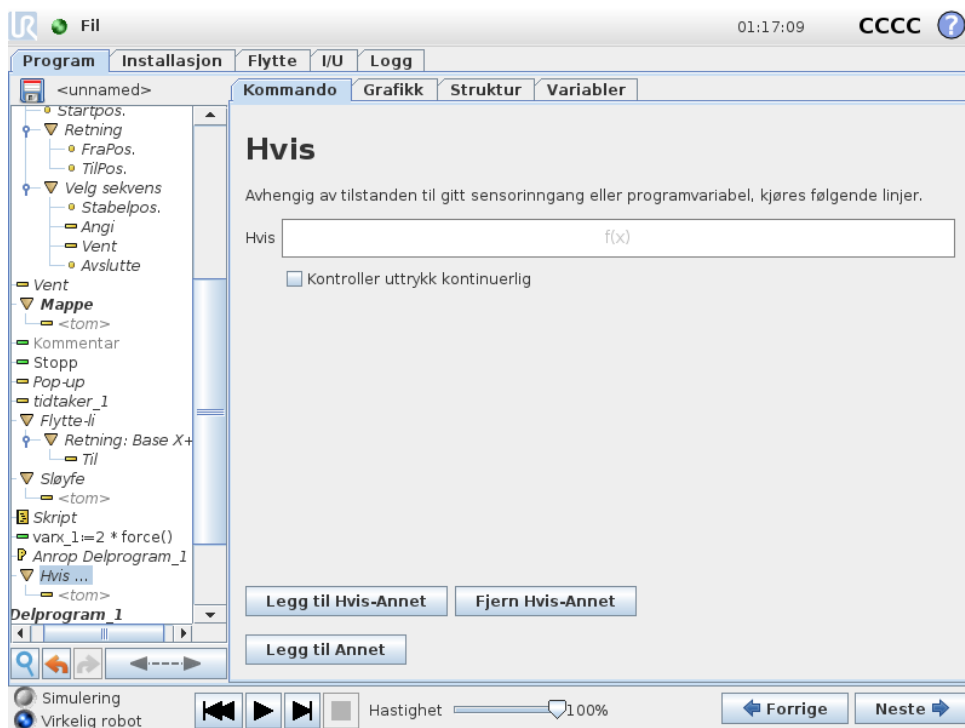 UR Fil 01:17:09 CCCC ?
Program Installasjon Flytte I/U Logg
<unnamed>
Kommando Grafikk Struktur Variabler
Startpos.
Retning
FraPos.
TilPos.
Velg sekvens
Stabelpos.
Angi
Vent
Avslutte
Vent
Mappe
<tom>
Kommentar
Stopp
Pop-up
tidtaker_1
Flytte-li
Retning: Base X+
Til
Sløyfe
<tom>
Skript
varx_1:=2 * force()
P Anrop Delprogram_1
Hvis ...
<tom>
Delprogram_1
Hvis
Avhengig av tilstanden til gitt sensorinngang eller programvariabel, kjøres følgende linjer.
Hvis f(x)
Kontroller uttrykk kontinuerlig
Legg til Hvis-Annet Fjern Hvis-Annet
Legg til Annet
Simulering
Virkelig robot
Hastighet 100%
Forrige Neste